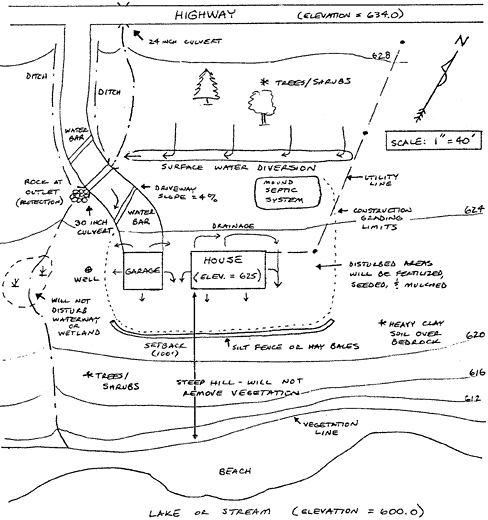 HIGHWAY (ELEVATION = 634.0)
24 INCH CULVERT
628
N
DITCH
DITCH
* TREES/SHRUBS
SCALE: 1" = 40'
WATER
BAR
SURFACE WATER DIVERSION
ROCK AT
OUTLET
(PROTECTION)
DRIVEWAY
SLOPE = 4%
MOUND
SEPTIC
SYSTEM
UTILITY
LINE
30 INCH
CULVERT
WATER
BAR
CONSTRUCTION
GRADING
LIMITS
624
DRAINAGE
WELL
GARAGE
HOUSE
(ELEV. = 625)
DISTURBED AREAS
WILL BE FERTILIZED,
SEEDED, & MULCHED
WILL NOT
DISTURB
WATERWAY
OR
WETLAND
* HEAVY CLAY
SOIL OVER
BEDROCK
620
SETBACK
(100')
SILT FENCE OR HAY BALES
616
* TREES/
SHRUBS
STEEP HILL - WILL NOT
REMOVE VEGETATION
612
VEGETATION
LINE
BEACH
LAKE OR STREAM (ELEVATION = 600.0)